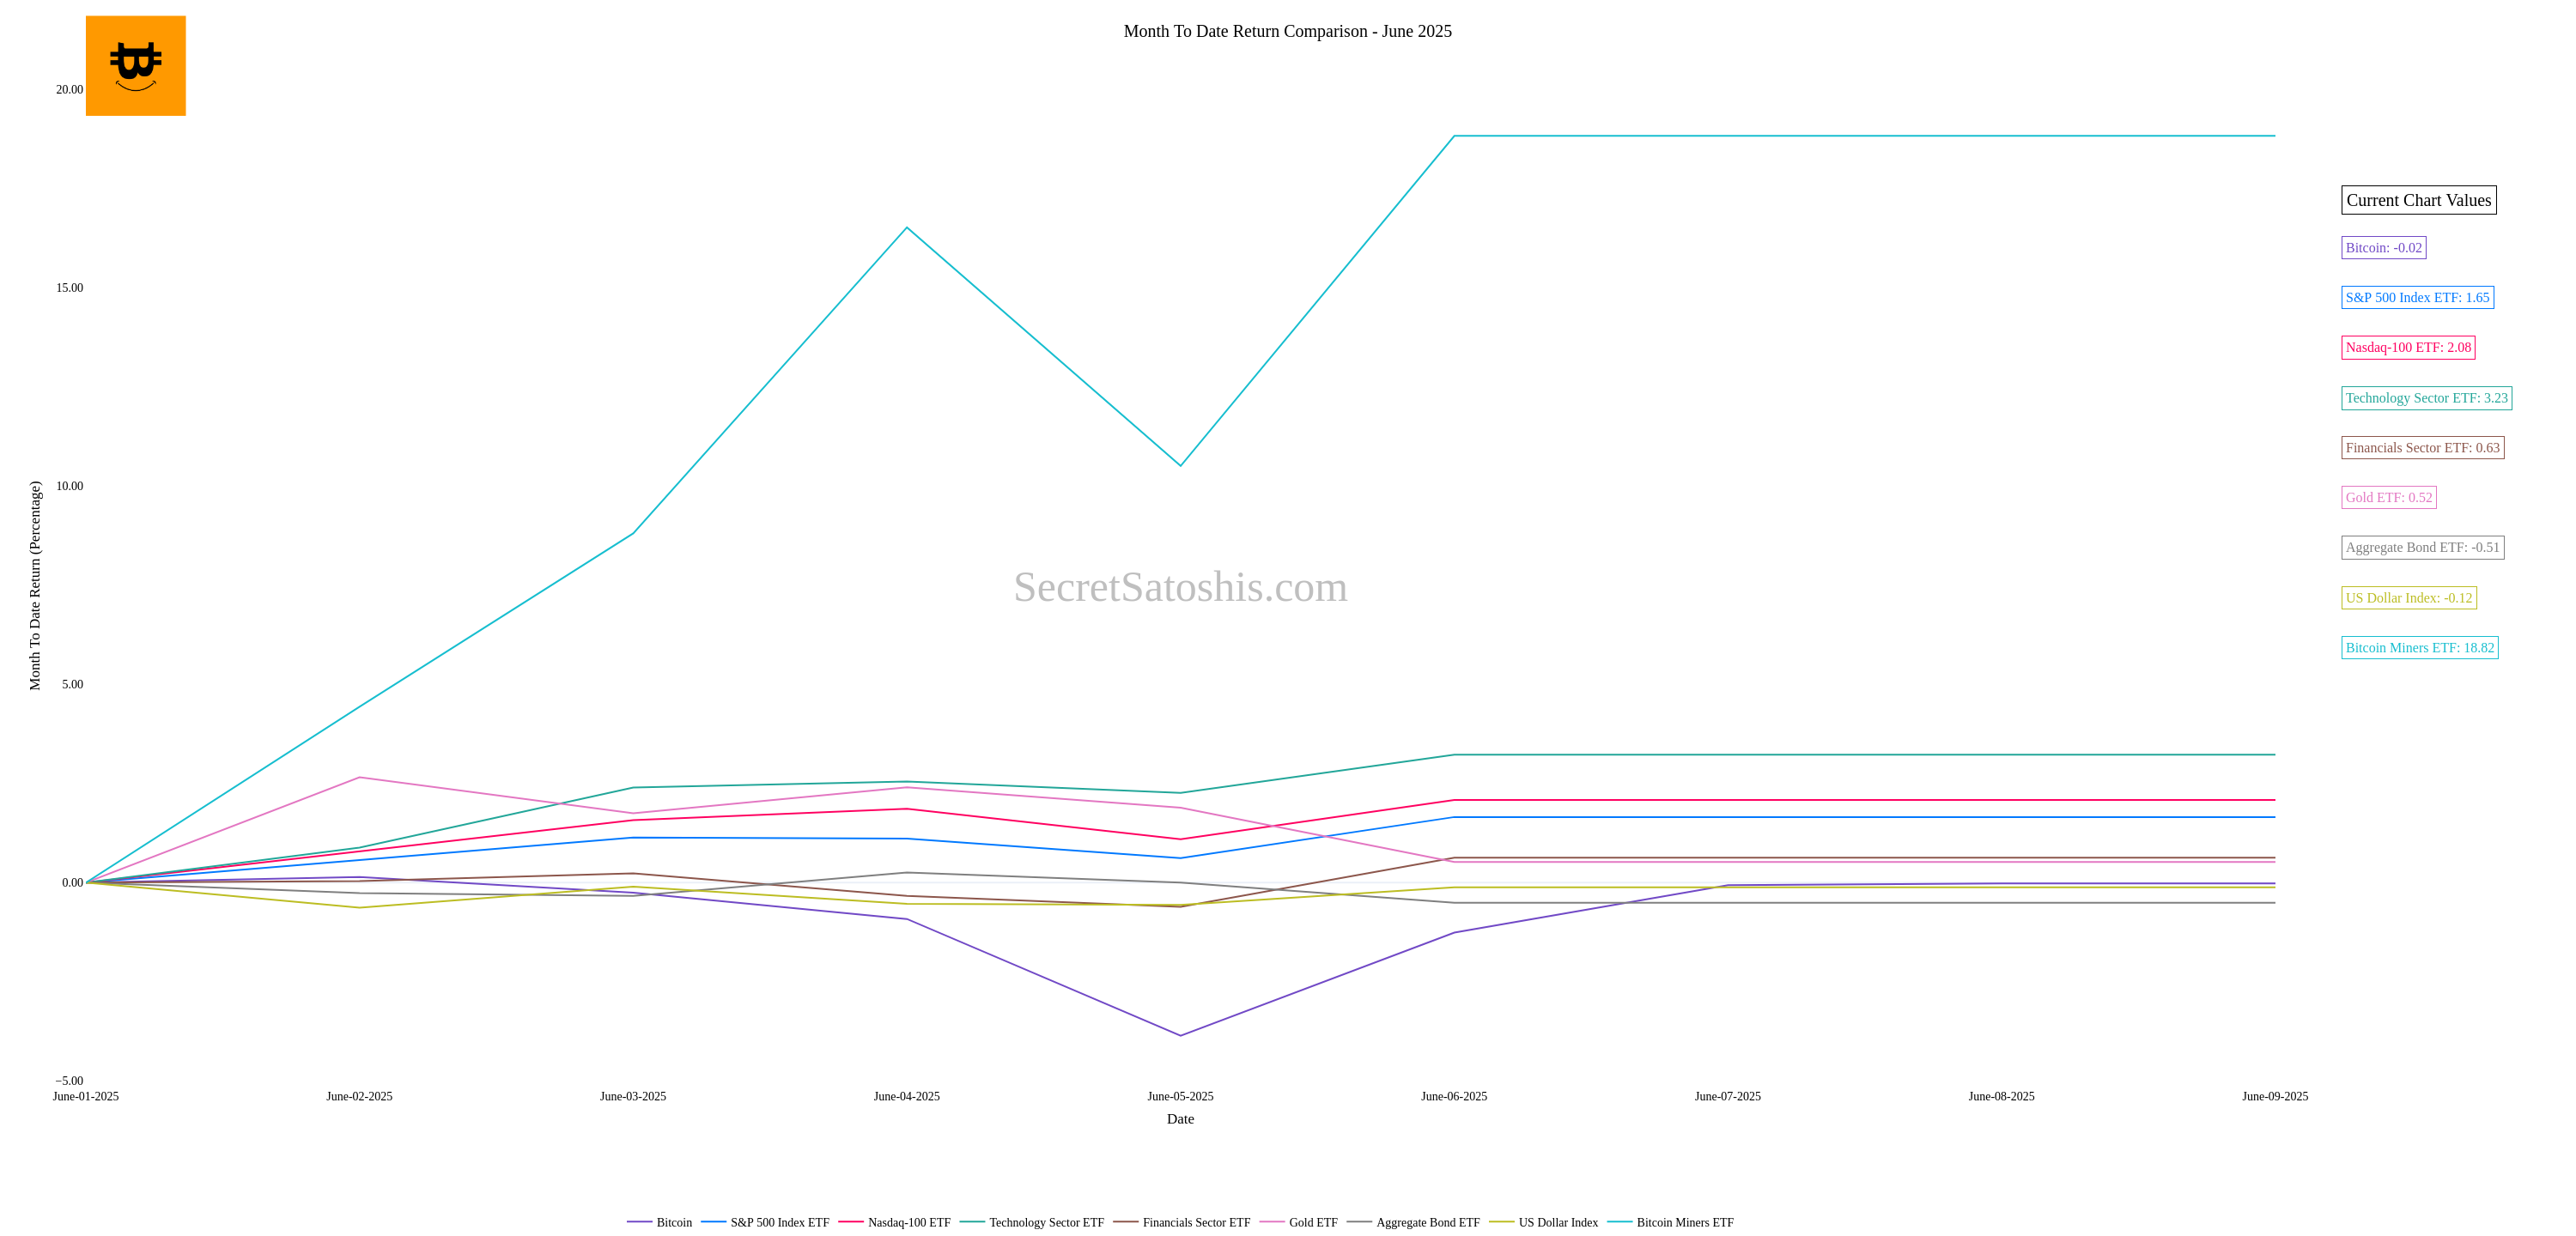 Month To Date Return Comparison - June 2025
20.00
15.00
10.00
5.00
0.00
−5.00
Month To Date Return (Percentage)
June-01-2025
June-02-2025
June-03-2025
June-04-2025
June-05-2025
June-06-2025
June-07-2025
June-08-2025
June-09-2025
Date
SecretSatoshis.com
Current Chart Values
Bitcoin: -0.02
S&P 500 Index ETF: 1.65
Nasdaq-100 ETF: 2.08
Technology Sector ETF: 3.23
Financials Sector ETF: 0.63
Gold ETF: 0.52
Aggregate Bond ETF: -0.51
US Dollar Index: -0.12
Bitcoin Miners ETF: 18.82
Bitcoin
S&P 500 Index ETF
Nasdaq-100 ETF
Technology Sector ETF
Financials Sector ETF
Gold ETF
Aggregate Bond ETF
US Dollar Index
Bitcoin Miners ETF